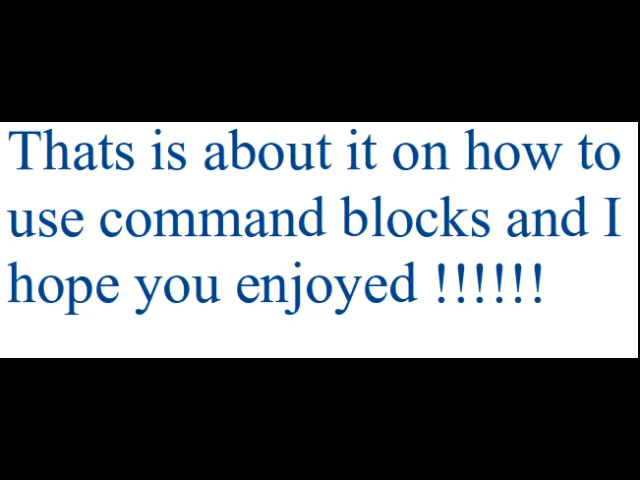 Thats is about it on how to
use command blocks and I
hope you enjoyed !!!!!!